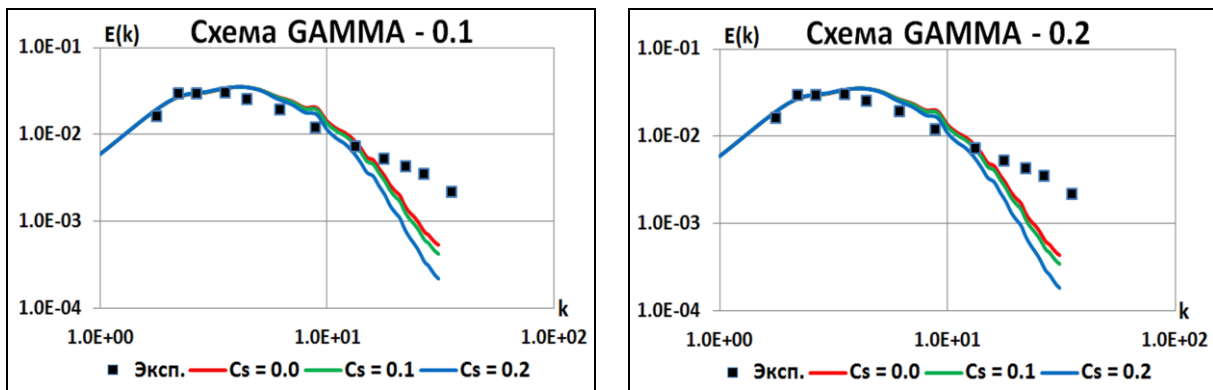 E(k) Схема GAMMA - 0.1
1.0E-01
1.0E-02
1.0E-03
1.0E-04
k
1.0E+00 1.0E+01 1.0E+02
Эксп. Cs = 0.0 Cs = 0.1 Cs = 0.2
E(k) Схема GAMMA - 0.2
1.0E-01
1.0E-02
1.0E-03
1.0E-04
k
1.0E+00 1.0E+01 1.0E+02
Эксп. Cs = 0.0 Cs = 0.1 Cs = 0.2